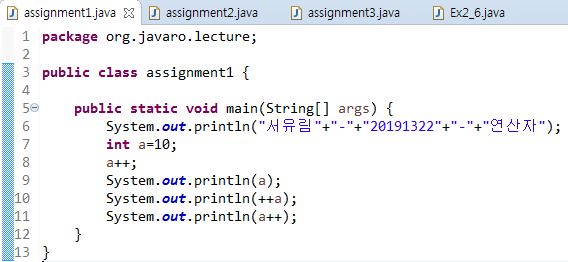 assignment1.java assignment2.java assignment3.java Ex2_6.java
1 package org.javaro.lecture;
2
3 public class assignment1 {
4
5 public static void main(String[] args) {
6 System.out.println("서유림"+"-"+"20191322"+"-"+"연산자");
7 int a=10;
8 a++;
9 System.out.println(a);
10 System.out.println(++a);
11 System.out.println(a++);
12 }
13 }